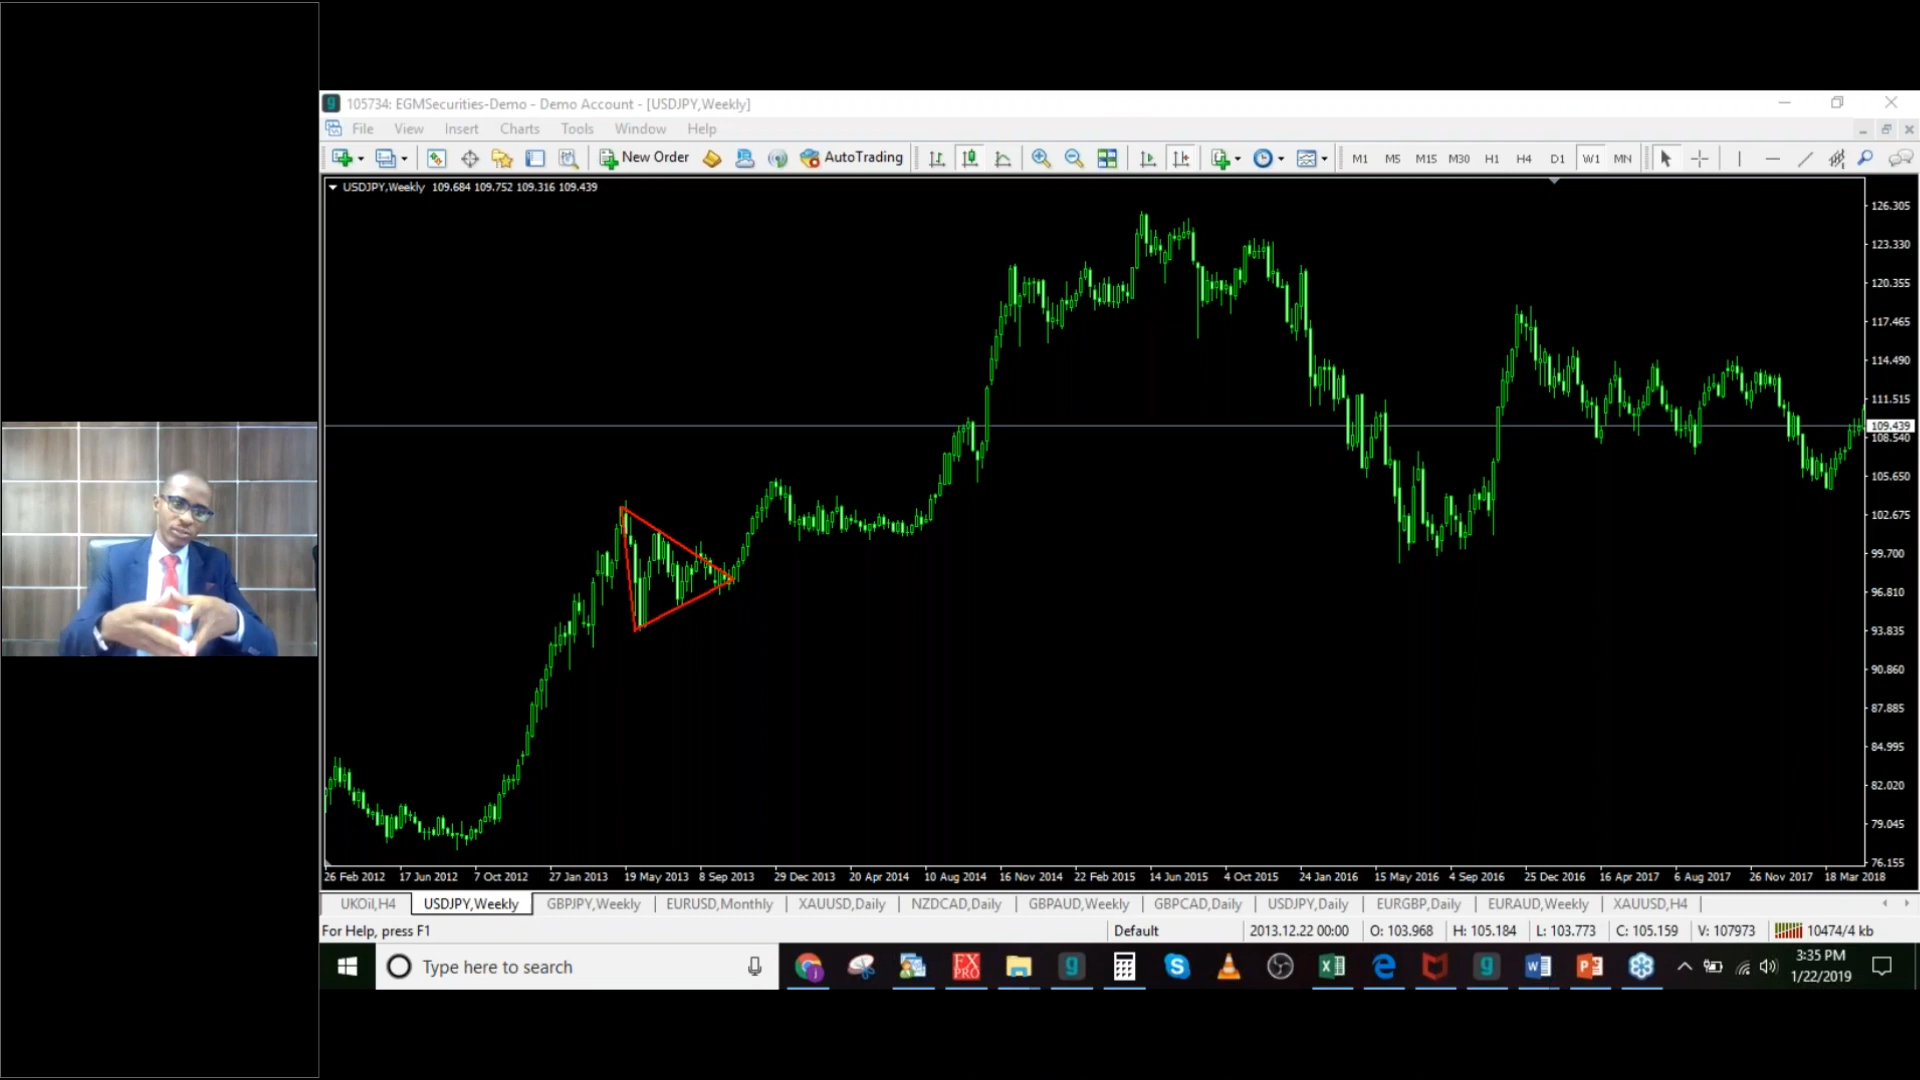 105734: EGMSecurities-Demo - Demo Account - [USDJPY,Weekly]
File View Insert Charts Tools Window Help
New Order AutoTrading M1 M5 M15 M30 H1 H4 D1 W1 MN
USDJPY,Weekly 109.684 109.752 109.316 109.439
126.305
123.330
120.355
117.465
114.490
111.515
109.439
108.540
105.650
102.675
99.700
96.810
93.835
90.860
87.885
84.995
82.020
79.045
76.155
26 Feb 2012 17 Jun 2012 7 Oct 2012 27 Jan 2013 19 May 2013 8 Sep 2013 29 Dec 2013 20 Apr 2014 10 Aug 2014 16 Nov 2014 22 Feb 2015 14 Jun 2015 4 Oct 2015 24 Jan 2016 15 May 2016 4 Sep 2016 25 Dec 2016 16 Apr 2017 6 Aug 2017 26 Nov 2017 18 Mar 2018
UKOil,H4 USDJPY,Weekly GBPJPY,Weekly EURUSD,Monthly XAUUSD,Daily NZDCAD,Daily GBPAUD,Weekly GBPCAD,Daily USDJPY,Daily EURGBP,Daily EURAUD,Weekly XAUUSD,H4
For Help, press F1 Default 2013.12.22 00:00 O: 103.968 H: 105.184 L: 103.773 C: 105.159 V: 107973 10474/4 kb
Type here to search FX PRO 3:35 PM
1/22/2019